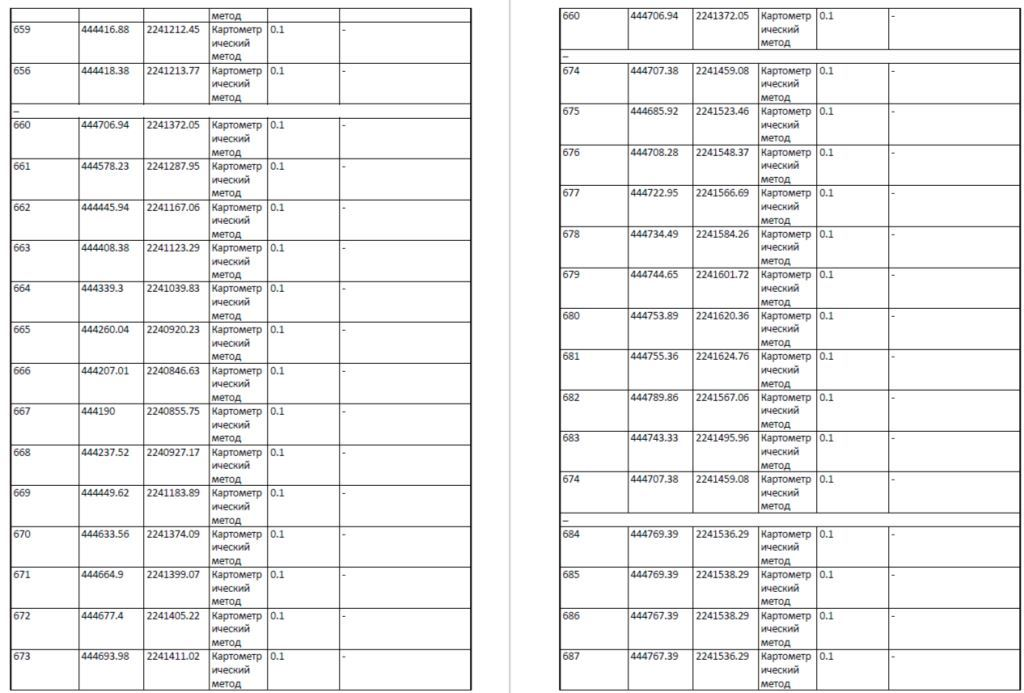 метод
659 444416.88 2241212.45 Картометр 0.1 -
ический
метод
656 444418.38 2241213.77 Картометр 0.1 -
ический
метод
–
660 444706.94 2241372.05 Картометр 0.1 -
ический
метод
661 444578.23 2241287.95 Картометр 0.1 -
ический
метод
662 444445.94 2241167.06 Картометр 0.1 -
ический
метод
663 444408.38 2241123.29 Картометр 0.1 -
ический
метод
664 444339.3 2241039.83 Картометр 0.1 -
ический
метод
665 444260.04 2240920.23 Картометр 0.1 -
ический
метод
666 444207.01 2240846.63 Картометр 0.1 -
ический
метод
667 444190 2240855.75 Картометр 0.1 -
ический
метод
668 444237.52 2240927.17 Картометр 0.1 -
ический
метод
669 444449.62 2241183.89 Картометр 0.1 -
ический
метод
670 444633.56 2241374.09 Картометр 0.1 -
ический
метод
671 444664.9 2241399.07 Картометр 0.1 -
ический
метод
672 444677.4 2241405.22 Картометр 0.1 -
ический
метод
673 444693.98 2241411.02 Картометр 0.1 -
ический
метод
660 444706.94 2241372.05 Картометр 0.1 -
ический
метод
–
674 444707.38 2241459.08 Картометр 0.1 -
ический
метод
675 444685.92 2241523.46 Картометр 0.1 -
ический
метод
676 444708.28 2241548.37 Картометр 0.1 -
ический
метод
677 444722.95 2241566.69 Картометр 0.1 -
ический
метод
678 444734.49 2241584.26 Картометр 0.1 -
ический
метод
679 444744.65 2241601.72 Картометр 0.1 -
ический
метод
680 444753.89 2241620.36 Картометр 0.1 -
ический
метод
681 444755.36 2241624.76 Картометр 0.1 -
ический
метод
682 444789.86 2241567.06 Картометр 0.1 -
ический
метод
683 444743.33 2241495.96 Картометр 0.1 -
ический
метод
674 444707.38 2241459.08 Картометр 0.1 -
ический
метод
–
684 444769.39 2241536.29 Картометр 0.1 -
ический
метод
685 444769.39 2241538.29 Картометр 0.1 -
ический
метод
686 444767.39 2241538.29 Картометр 0.1 -
ический
метод
687 444767.39 2241536.29 Картометр 0.1 -
ический
метод